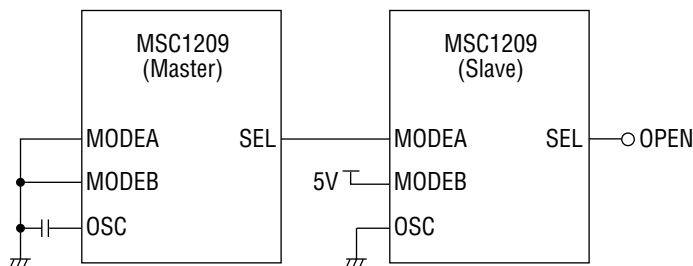 MSC1209
(Master)
MODEA
SEL
MODEB
OSC
MSC1209
(Slave)
MODEA
SEL
OPEN
5V
MODEB
OSC